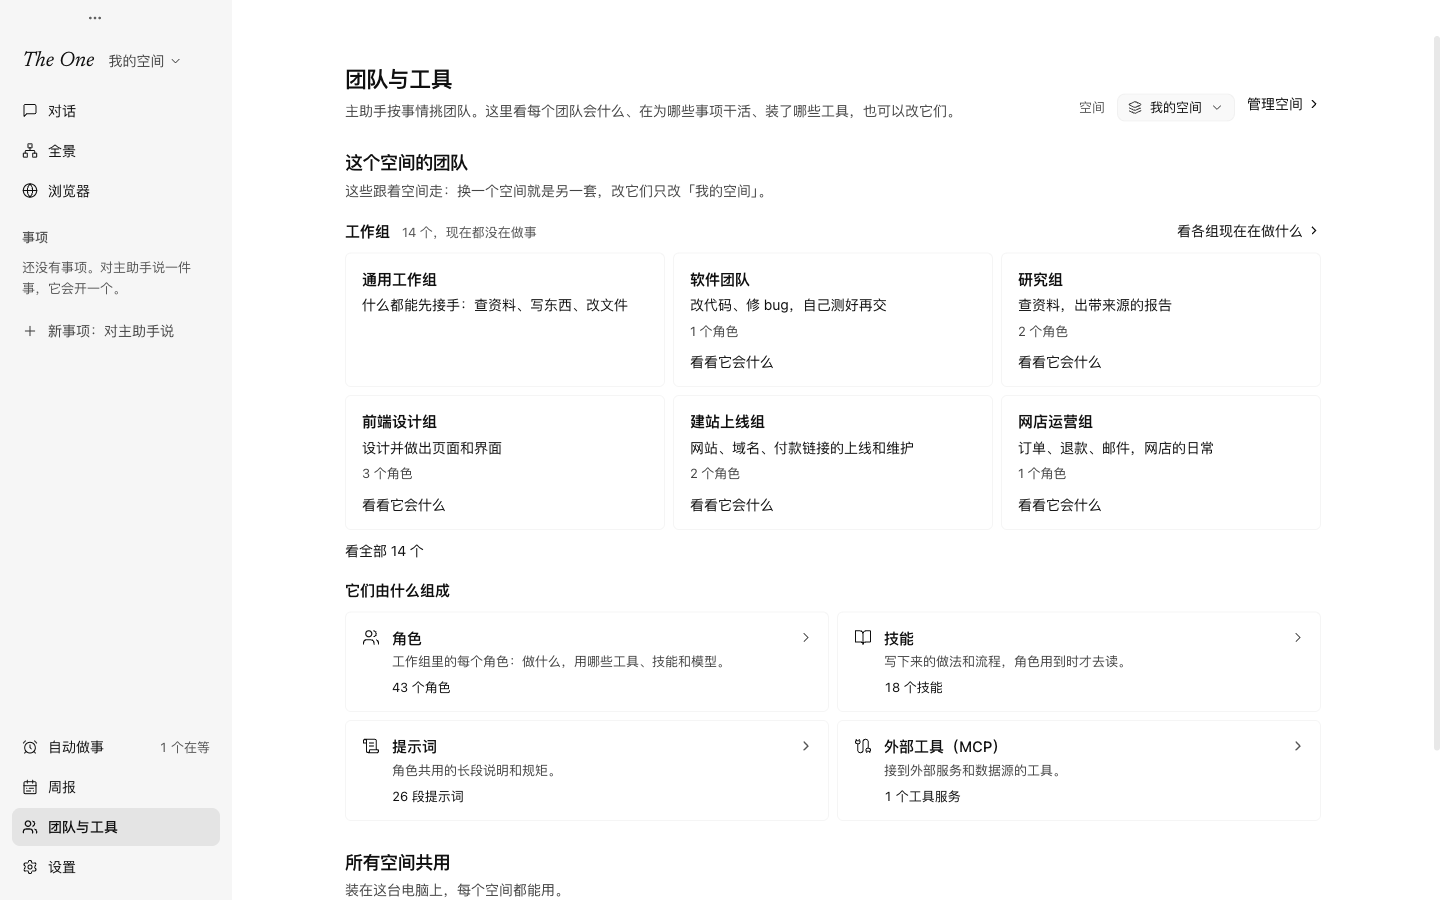 The One 我的空间
对话
全景
浏览器
事项
还没有事项。对主助手说一件
事，它会开一个。
新事项：对主助手说
自动做事 1 个在等
周报
团队与工具
设置
团队与工具
主助手按事情挑团队。这里看每个团队会什么、在为哪些事项干活、装了哪些工具，也可以改它们。
空间 我的空间 管理空间
这个空间的团队
这些跟着空间走：换一个空间就是另一套，改它们只改「我的空间」。
工作组 14 个，现在都没在做事
看各组现在在做什么
通用工作组
什么都能先接手：查资料、写东西、改文件
软件团队
改代码、修 bug，自己测好再交
1 个角色
看看它会什么
研究组
查资料，出带来源的报告
2 个角色
看看它会什么
前端设计组
设计并做出页面和界面
3 个角色
看看它会什么
建站上线组
网站、域名、付款链接的上线和维护
2 个角色
看看它会什么
网店运营组
订单、退款、邮件，网店的日常
1 个角色
看看它会什么
看全部 14 个
它们由什么组成
角色
工作组里的每个角色：做什么，用哪些工具、技能和模型。
43 个角色
技能
写下来的做法和流程，角色用到时才去读。
18 个技能
提示词
角色共用的长段说明和规矩。
26 段提示词
外部工具（MCP）
接到外部服务和数据源的工具。
1 个工具服务
所有空间共用
装在这台电脑上，每个空间都能用。